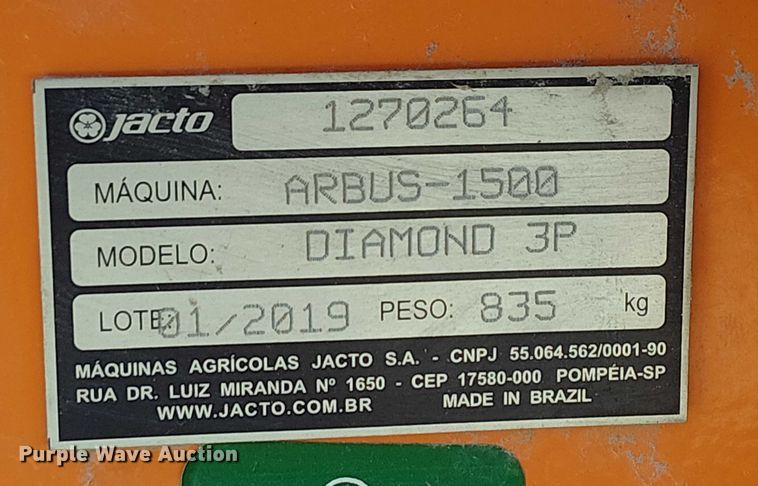 jacto 1270264
MÁQUINA: ARBUS-1500
MODELO: DIAMOND 3P
LOTE: 01/2019 PESO: 835 kg
MÁQUINAS AGRÍCOLAS JACTO S.A. - CNPJ 55.064.562/0001-90
RUA DR. LUIZ MIRANDA Nº 1650 - CEP 17580-000 POMPÉIA-SP
WWW.JACTO.COM.BR MADE IN BRAZIL
Purple Wave Auction